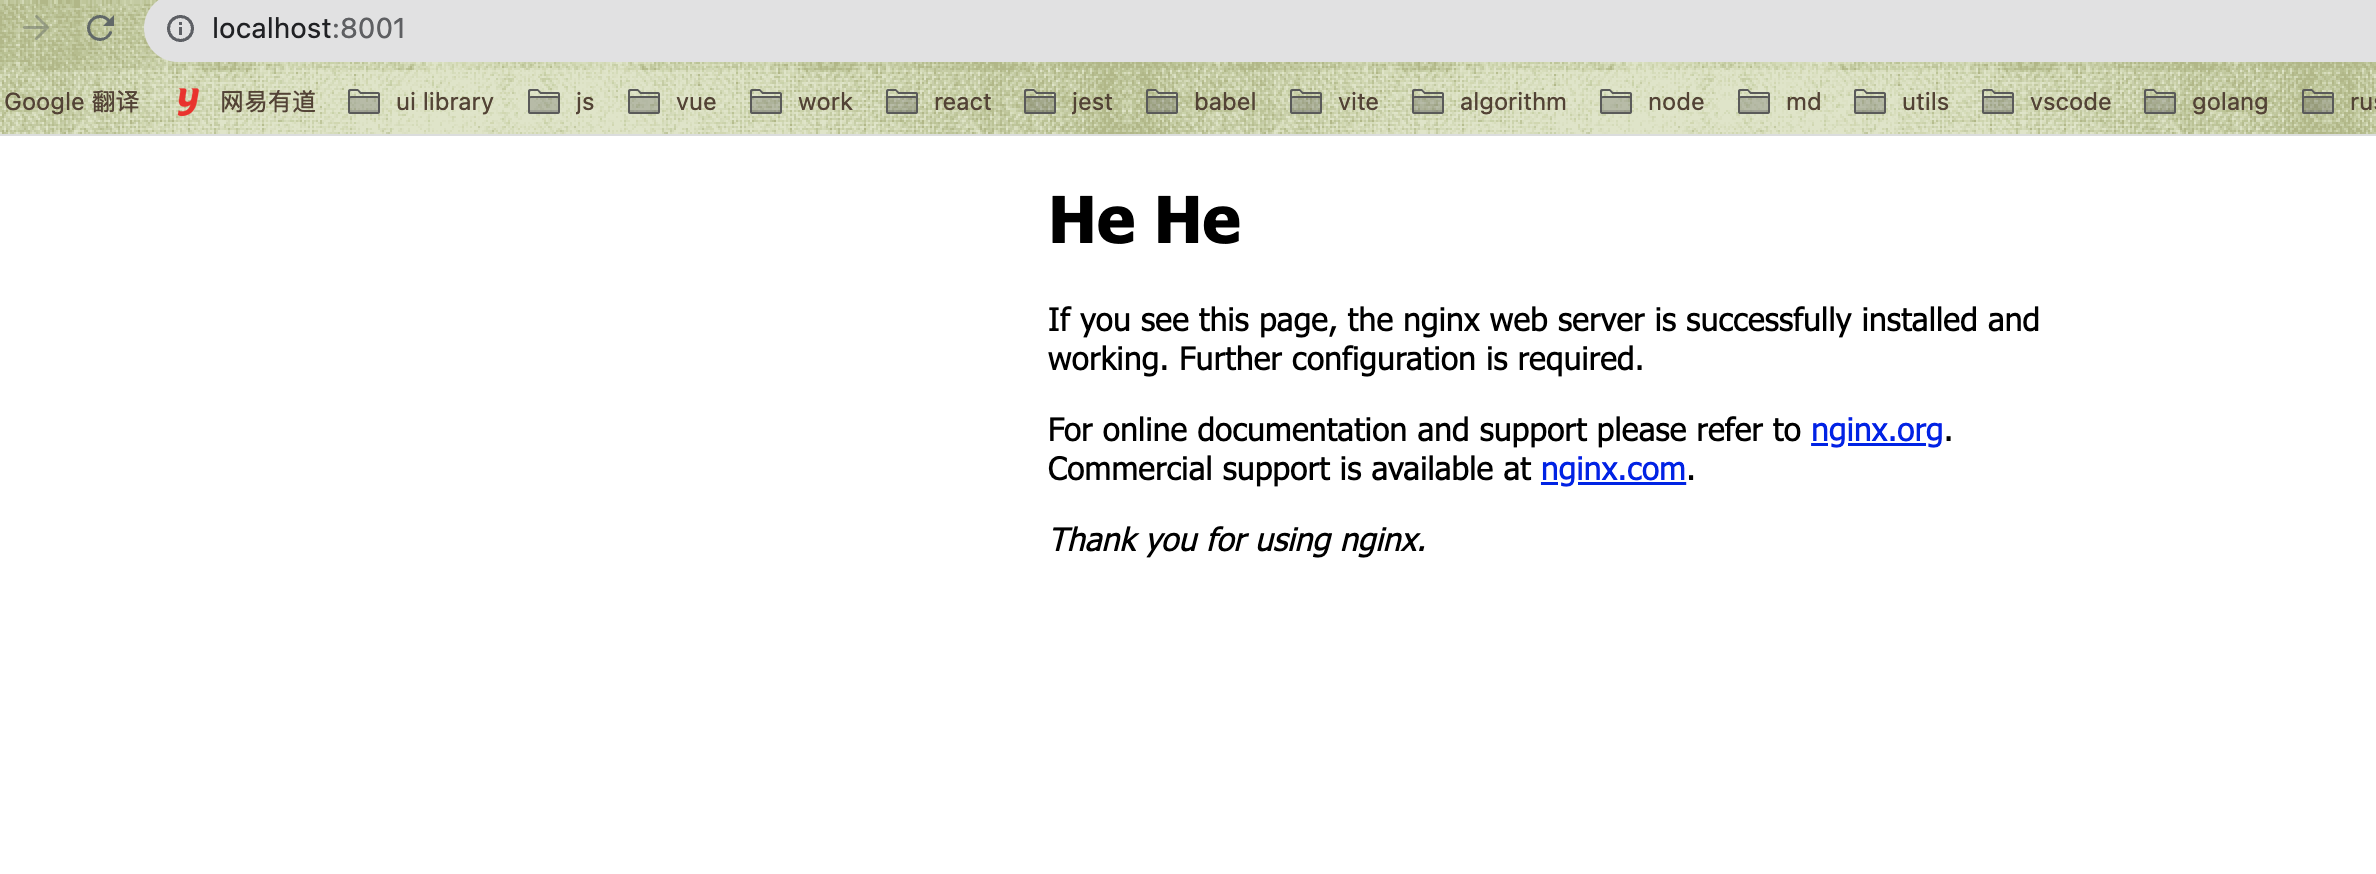 localhost:8001
Google 翻译 网易有道 ui library js vue work react jest babel vite algorithm node md utils vscode golang
He He
If you see this page, the nginx web server is successfully installed and
working. Further configuration is required.
For online documentation and support please refer to nginx.org.
Commercial support is available at nginx.com.
Thank you for using nginx.